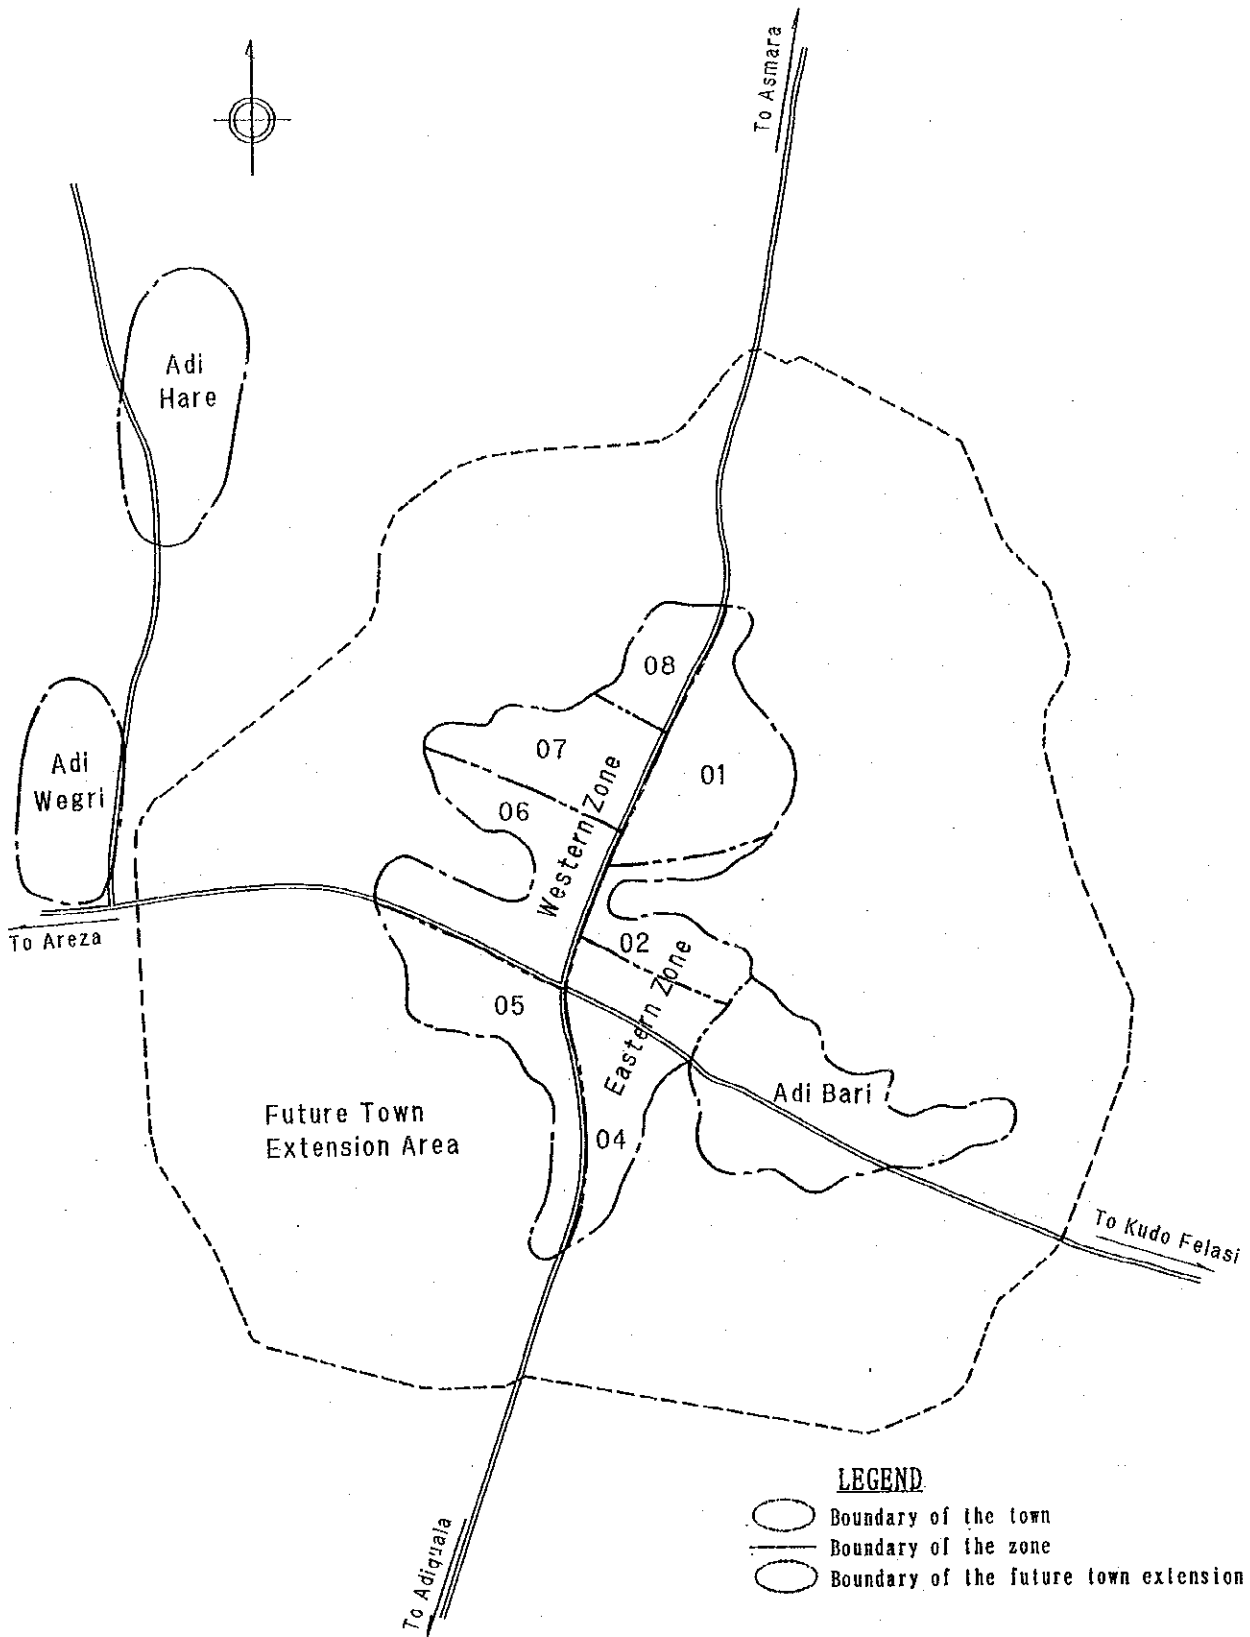 To Asmara
Adi
Hare
08
07
01
Adi
Wegri
06
Western Zone
To Areza
02
05
Eastern Zone
Adi Bari
Future Town
Extension Area
04
To Kudo Felasi
To Adiquala
LEGEND
Boundary of the town
Boundary of the zone
Boundary of the future town extension